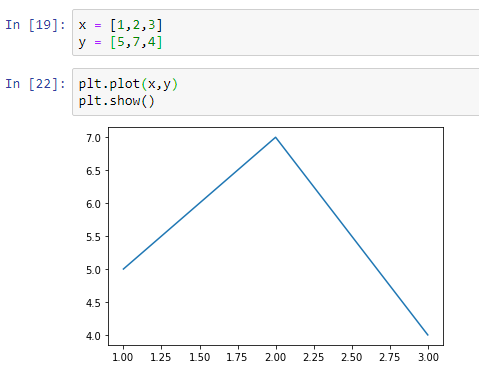 In [19]: x = [1,2,3]
y = [5,7,4]
In [22]: plt.plot(x,y)
plt.show()
7.0
6.5
6.0
5.5
5.0
4.5
4.0
1.00 1.25 1.50 1.75 2.00 2.25 2.50 2.75 3.00